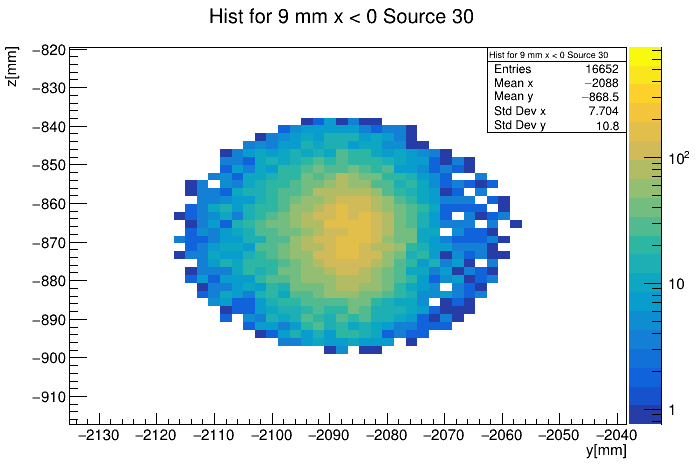 Hist for 9 mm x < 0 Source 30
z[mm]
−820
−830
−840
−850
−860
−870
−880
−890
−900
−910
Hist for 9 mm x < 0 Source 30
Entries 16652
Mean x −2088
Mean y −868.5
Std Dev x 7.704
Std Dev y 10.8
10²
10
1
−2130 −2120 −2110 −2100 −2090 −2080 −2070 −2060 −2050 −2040
y[mm]